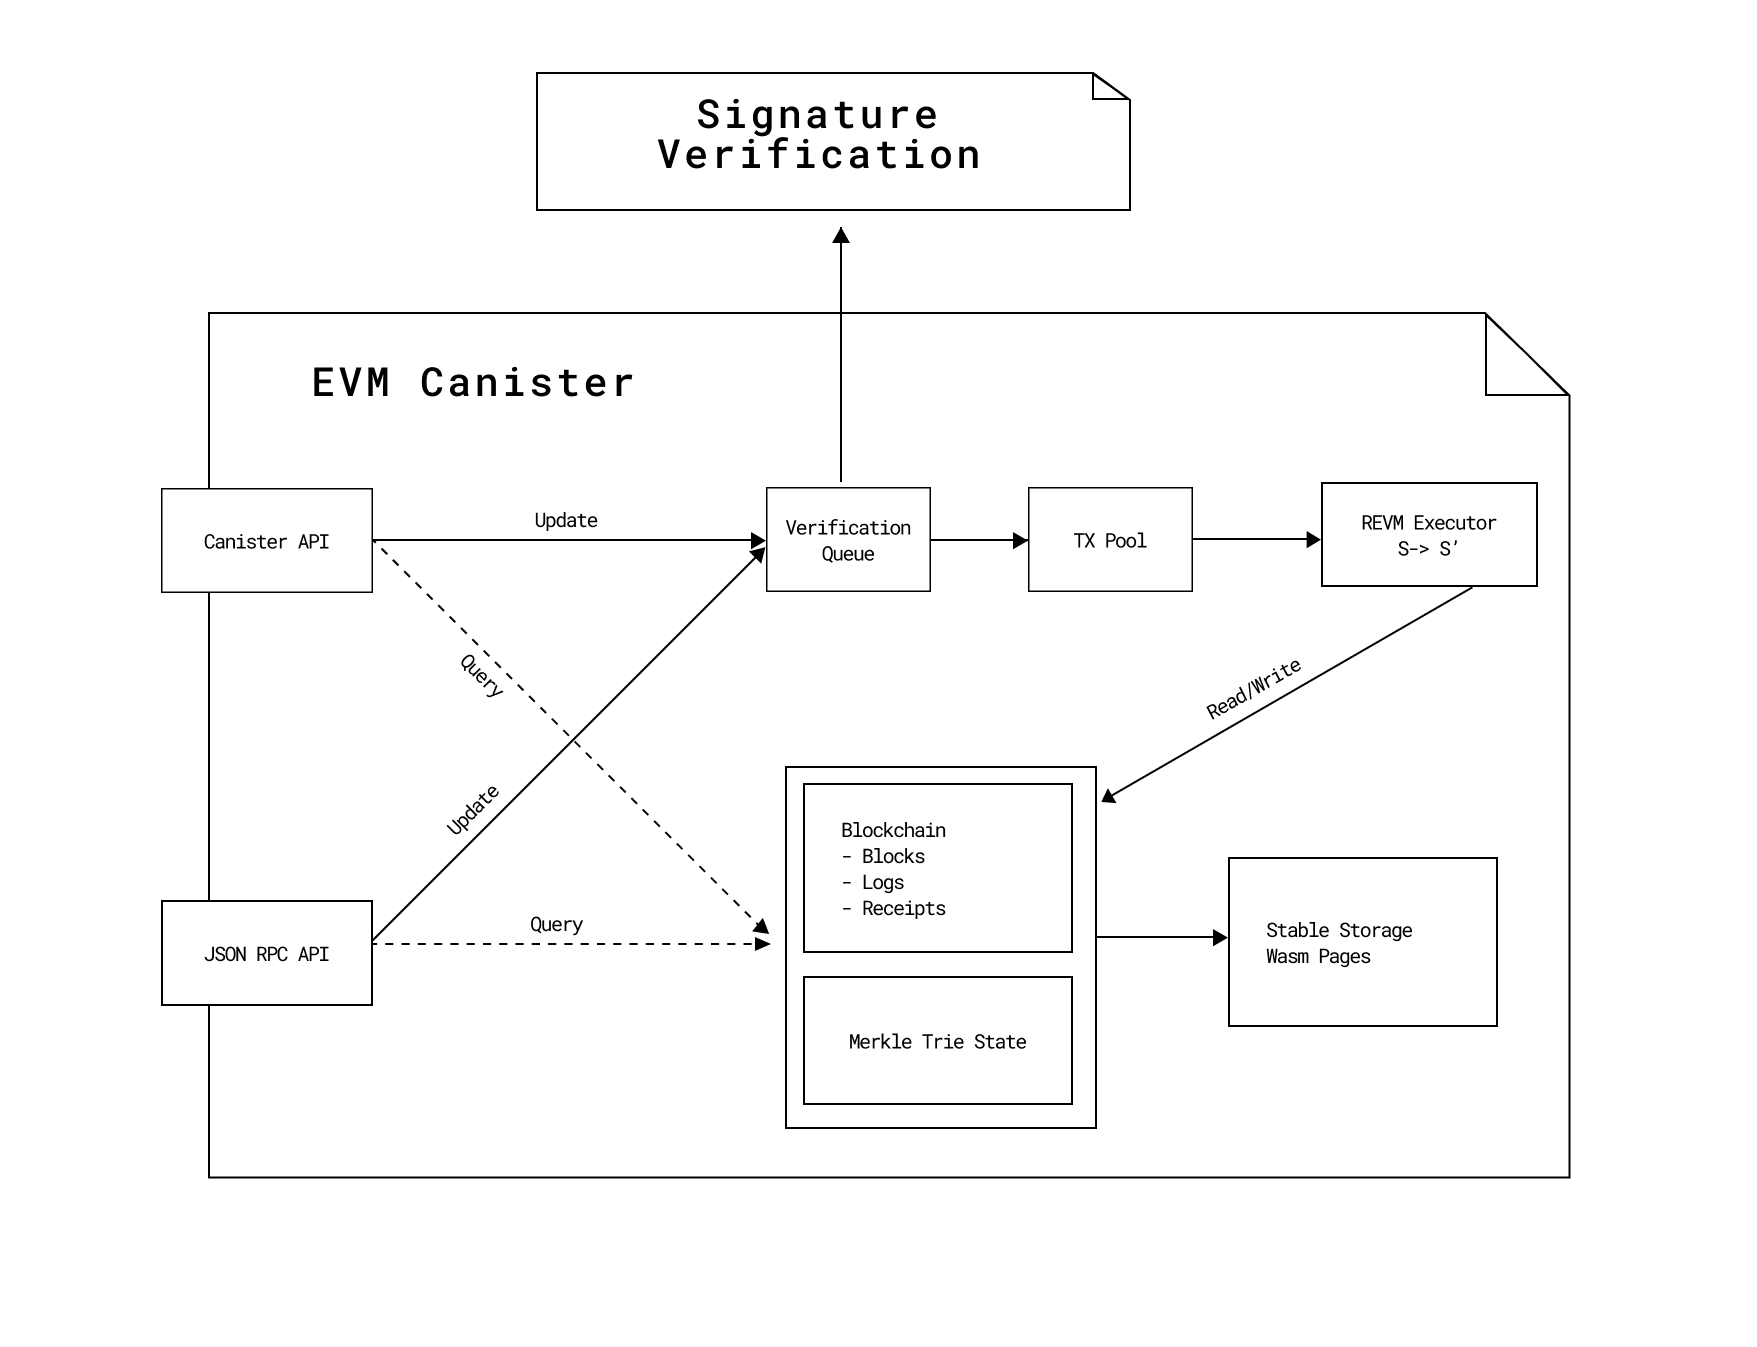 Signature
Verification
EVM Canister
Canister API
Update
Verification
Queue
TX Pool
REVM Executor
S-> S’
Query
Read/Write
Update
Blockchain
- Blocks
- Logs
- Receipts
Query
JSON RPC API
Stable Storage
Wasm Pages
Merkle Trie State